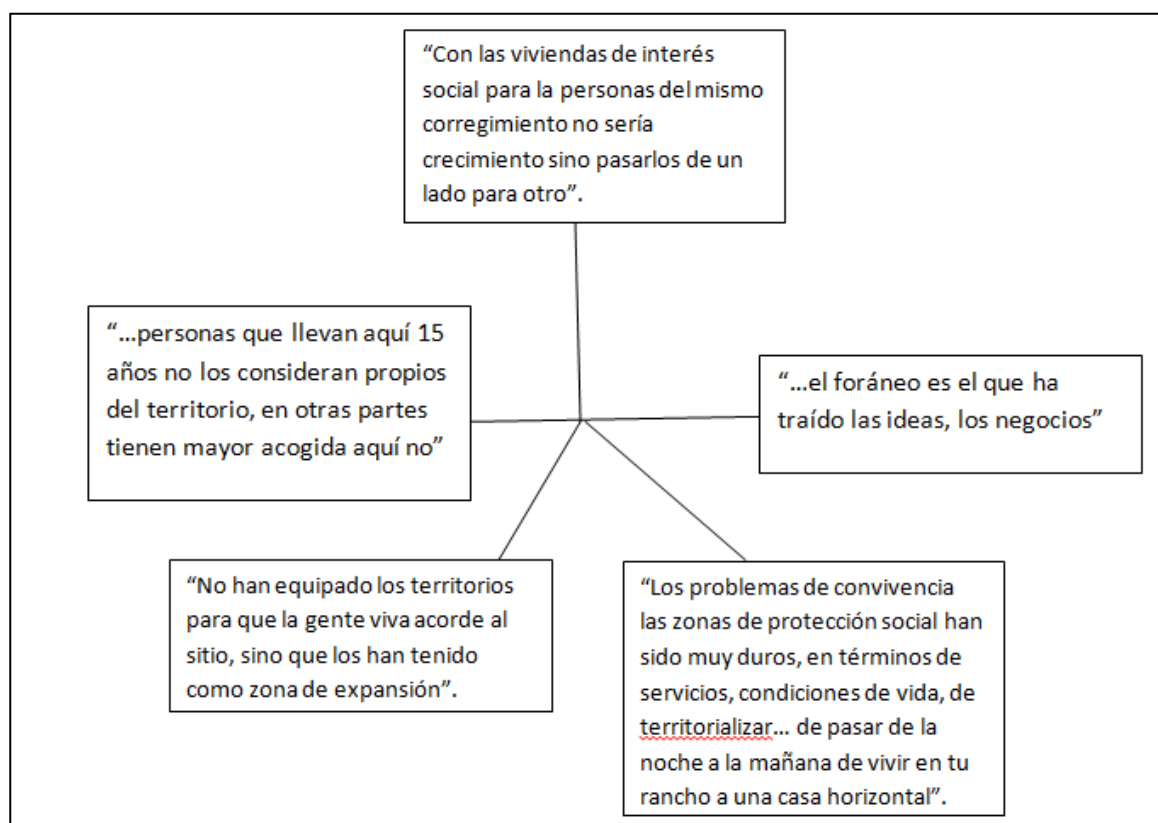 “Con las viviendas de interés
social para la personas del mismo
corregimiento no sería
crecimiento sino pasarlos de un
lado para otro”.
“…personas que llevan aquí 15
años no los consideran propios
del territorio, en otras partes
tienen mayor acogida aquí no”
“…el foráneo es el que ha
traído las ideas, los negocios”
“No han equipado los territorios
para que la gente viva acorde al
sitio, sino que los han tenido
como zona de expansión”.
“Los problemas de convivencia
las zonas de protección social han
sido muy duros, en términos de
servicios, condiciones de vida, de
territorializar… de pasar de la
noche a la mañana de vivir en tu
rancho a una casa horizontal”.